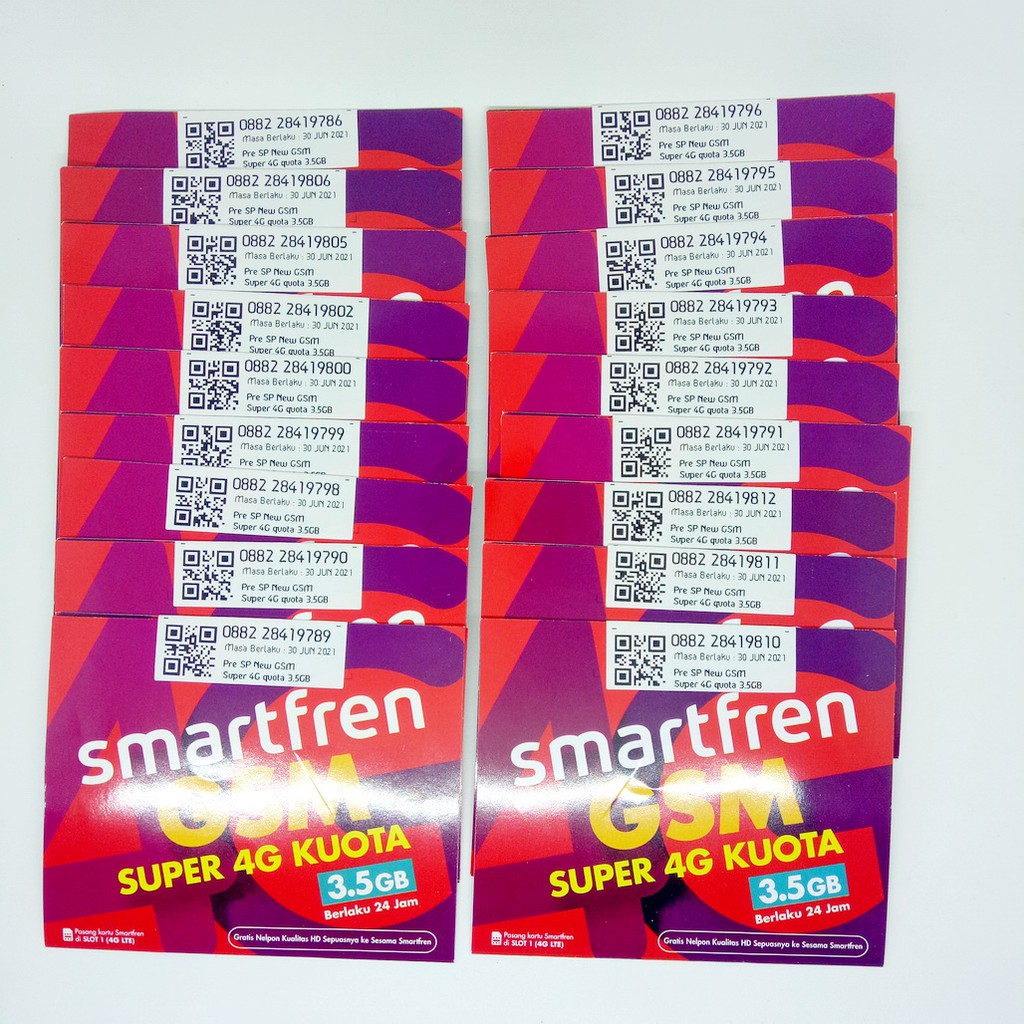 0882 28419786
Masa Berlaku : 30 JUN 2021
Pre SP New GSM
Super 4G quota 3.5GB
0882 28419806
Masa Berlaku : 30 JUN 2021
Pre SP New GSM
Super 4G quota 3.5GB
0882 28419805
Masa Berlaku : 30 JUN 2021
Pre SP New GSM
Super 4G quota 3.5GB
0882 28419802
Masa Berlaku : 30 JUN 2021
Pre SP New GSM
Super 4G quota 3.5GB
0882 28419800
Masa Berlaku : 30 JUN 2021
Pre SP New GSM
Super 4G quota 3.5GB
0882 28419799
Masa Berlaku : 30 JUN 2021
Pre SP New GSM
0882 28419798
Masa Berlaku : 30 JUN 2021
Pre SP New GSM
Super 4G quota 3.5GB
0882 28419790
Masa Berlaku : 30 JUN 2021
Pre SP New GSM
Super 4G quota 3.5GB
0882 28419789
Masa Berlaku : 30 JUN 2021
Pre SP New GSM
Super 4G quota 3.5GB
smartfren
GSM
SUPER 4G KUOTA
3.5GB
Berlaku 24 Jam
Pasang kartu Smartfren
di SLOT 1 (4G LTE)
Gratis Nelpon Kualitas HD Sepuasnya ke Sesama Smartfren
0882 28419796
Masa Berlaku : 30 JUN 2021
Pre SP New GSM
Super 4G quota 3.5GB
0882 28419795
Masa Berlaku : 30 JUN 2021
Pre SP New GSM
Super 4G quota 3.5GB
0882 28419794
Masa Berlaku : 30 JUN 2021
Pre SP New GSM
Super 4G quota 3.5GB
0882 28419793
Masa Berlaku : 30 JUN 2021
Pre SP New GSM
Super 4G quota 3.5GB
0882 28419792
Masa Berlaku : 30 JUN 2021
Pre SP New GSM
Super 4G quota 3.5GB
0882 28419791
Masa Berlaku : 30 JUN 2021
Pre SP New GSM
Super 4G quota 3.5GB
0882 28419812
Masa Berlaku : 30 JUN 2021
Pre SP New GSM
Super 4G quota 3.5GB
0882 28419811
Masa Berlaku : 30 JUN 2021
Pre SP New GSM
Super 4G quota 3.5GB
0882 28419810
Masa Berlaku : 30 JUN 2021
Pre SP New GSM
Super 4G quota 3.5GB
smartfren
GSM
SUPER 4G KUOTA
3.5GB
Berlaku 24 Jam
Pasang kartu Smartfren
di SLOT 1 (4G LTE)
Gratis Nelpon Kualitas HD Sepuasnya ke Sesama Smartfren